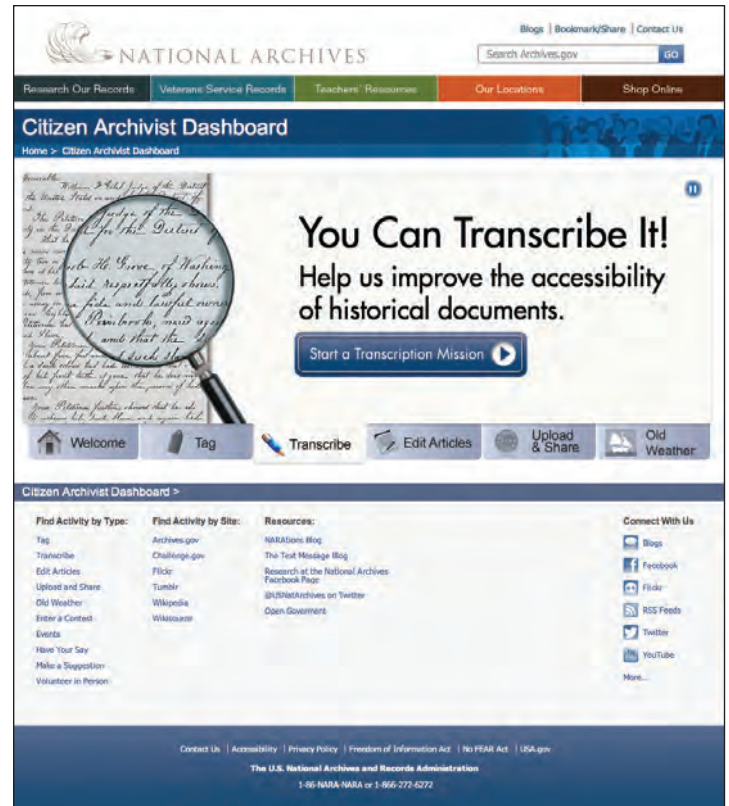 Blogs | Bookmark/Share | Contact Us
NATIONAL ARCHIVES
Search Archives.gov
GO
Research Our Records
Veterans Service Records
Teachers' Resources
Our Locations
Shop Online
Citizen Archivist Dashboard
Home > Citizen Archivist Dashboard
You Can Transcribe It!
Help us improve the accessibility
of historical documents.
Start a Transcription Mission
Welcome
Tag
Transcribe
Edit Articles
Upload
& Share
Old
Weather
Citizen Archivist Dashboard >
Find Activity by Type:
Tag
Transcribe
Edit Articles
Upload and Share
Old Weather
Enter a Contest
Events
Have Your Say
Make a Suggestion
Volunteer in Person
Find Activity by Site:
Archives.gov
Challenge.gov
Flickr
Tumblr
Wikipedia
Wikisource
Resources:
NARAtions Blog
The Text Message Blog
Research at the National Archives
Facebook Page
@USNatArchives on Twitter
Open Goverment
Connect With Us
Blogs
Facebook
Flickr
RSS Feeds
Twitter
YouTube
More...
Contact Us | Accessibility | Privacy Policy | Freedom of Information Act | No FEAR Act | USA.gov
The U.S. National Archives and Records Administration
1-86-NARA-NARA or 1-866-272-6272